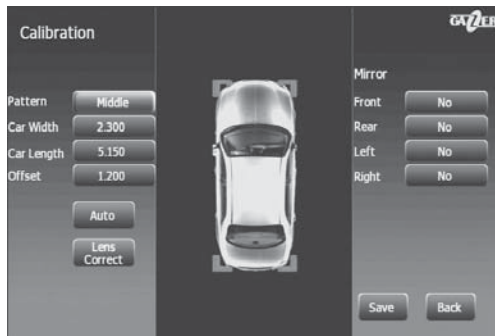 GAZER
Calibration
Mirror
Pattern Middle
Front No
Car Width 2.300
Rear No
Car Length 5.150
Left No
Offset 1.200
Right No
Auto
Lens
Correct
Save Back